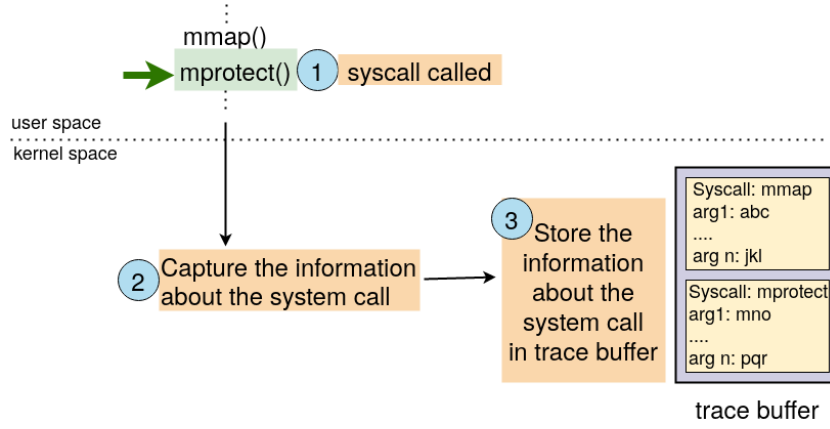 mmap()
mprotect()
1
syscall called
user space
kernel space
2
Capture the information
about the system call
3
Store the
information
about the
system call
in trace buffer
Syscall: mmap
arg1: abc
....
arg n: jkl
Syscall: mprotect
arg1: mno
....
arg n: pqr
trace buffer